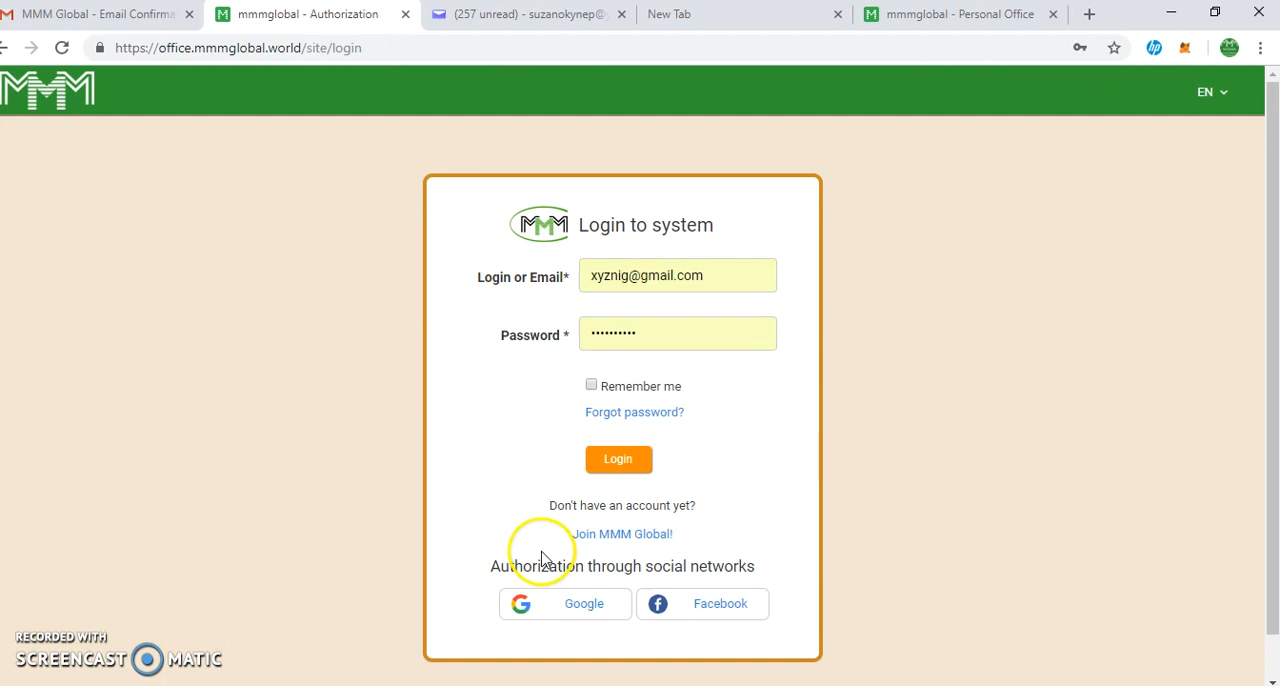 MMM Global - Email Confirma
mmmglobal - Authorization
(257 unread) - suzanokynep@
New Tab
mmmglobal - Personal Office
https://office.mmmglobal.world/site/login
MMM
EN
MMM Login to system
Login or Email* xyznig@gmail.com
Password * ••••••••••
Remember me
Forgot password?
Login
Don't have an account yet?
Join MMM Global!
Authorization through social networks
Google Facebook
RECORDED WITH
SCREENCAST MATIC